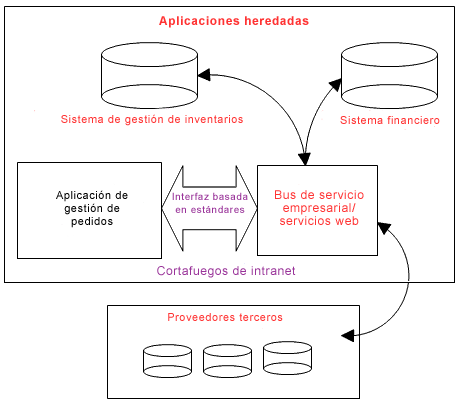 Aplicaciones heredadas
Sistema de gestión de inventarios
Sistema financiero
Aplicación de
gestión de
pedidos
Interfaz basada
en estándares
Bus de servicio
empresarial/
servicios web
Cortafuegos de intranet
Proveedores terceros